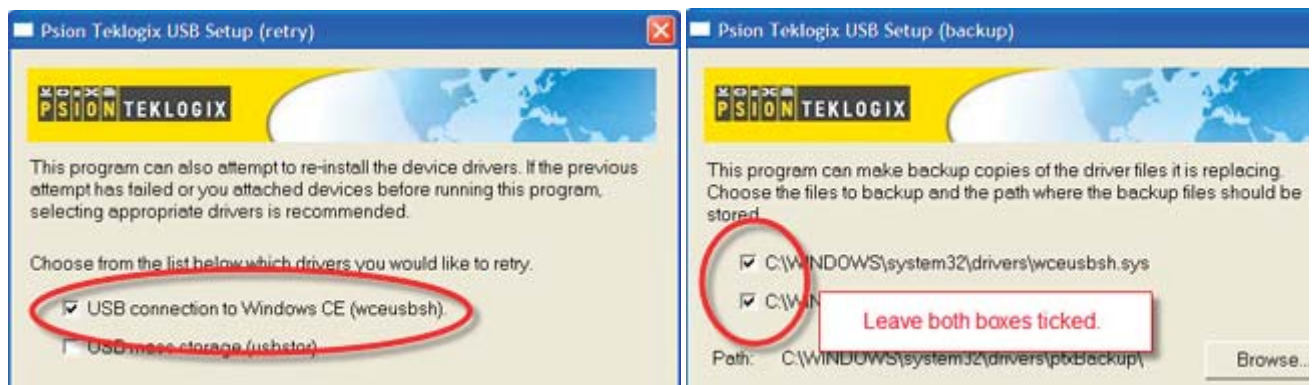 Psion Teklogix USB Setup (retry)
PSION TEKLOGIX
This program can also attempt to re-install the device drivers. If the previous
attempt has failed or you attached devices before running this program,
selecting appropriate drivers is recommended.
Choose from the list below which drivers you would like to retry.
USB connection to Windows CE (wceusbsh).
USB mass storage (usbstor)
Psion Teklogix USB Setup (backup)
PSION TEKLOGIX
This program can make backup copies of the driver files it is replacing.
Choose the files to backup and the path where the backup files should be
stored.
C:\WINDOWS\system32\drivers\wceusbsh.sys
C:\WIN
Leave both boxes ticked.
Path: C:\WINDOWS\system32\drivers\ptxBackup\
Browse...